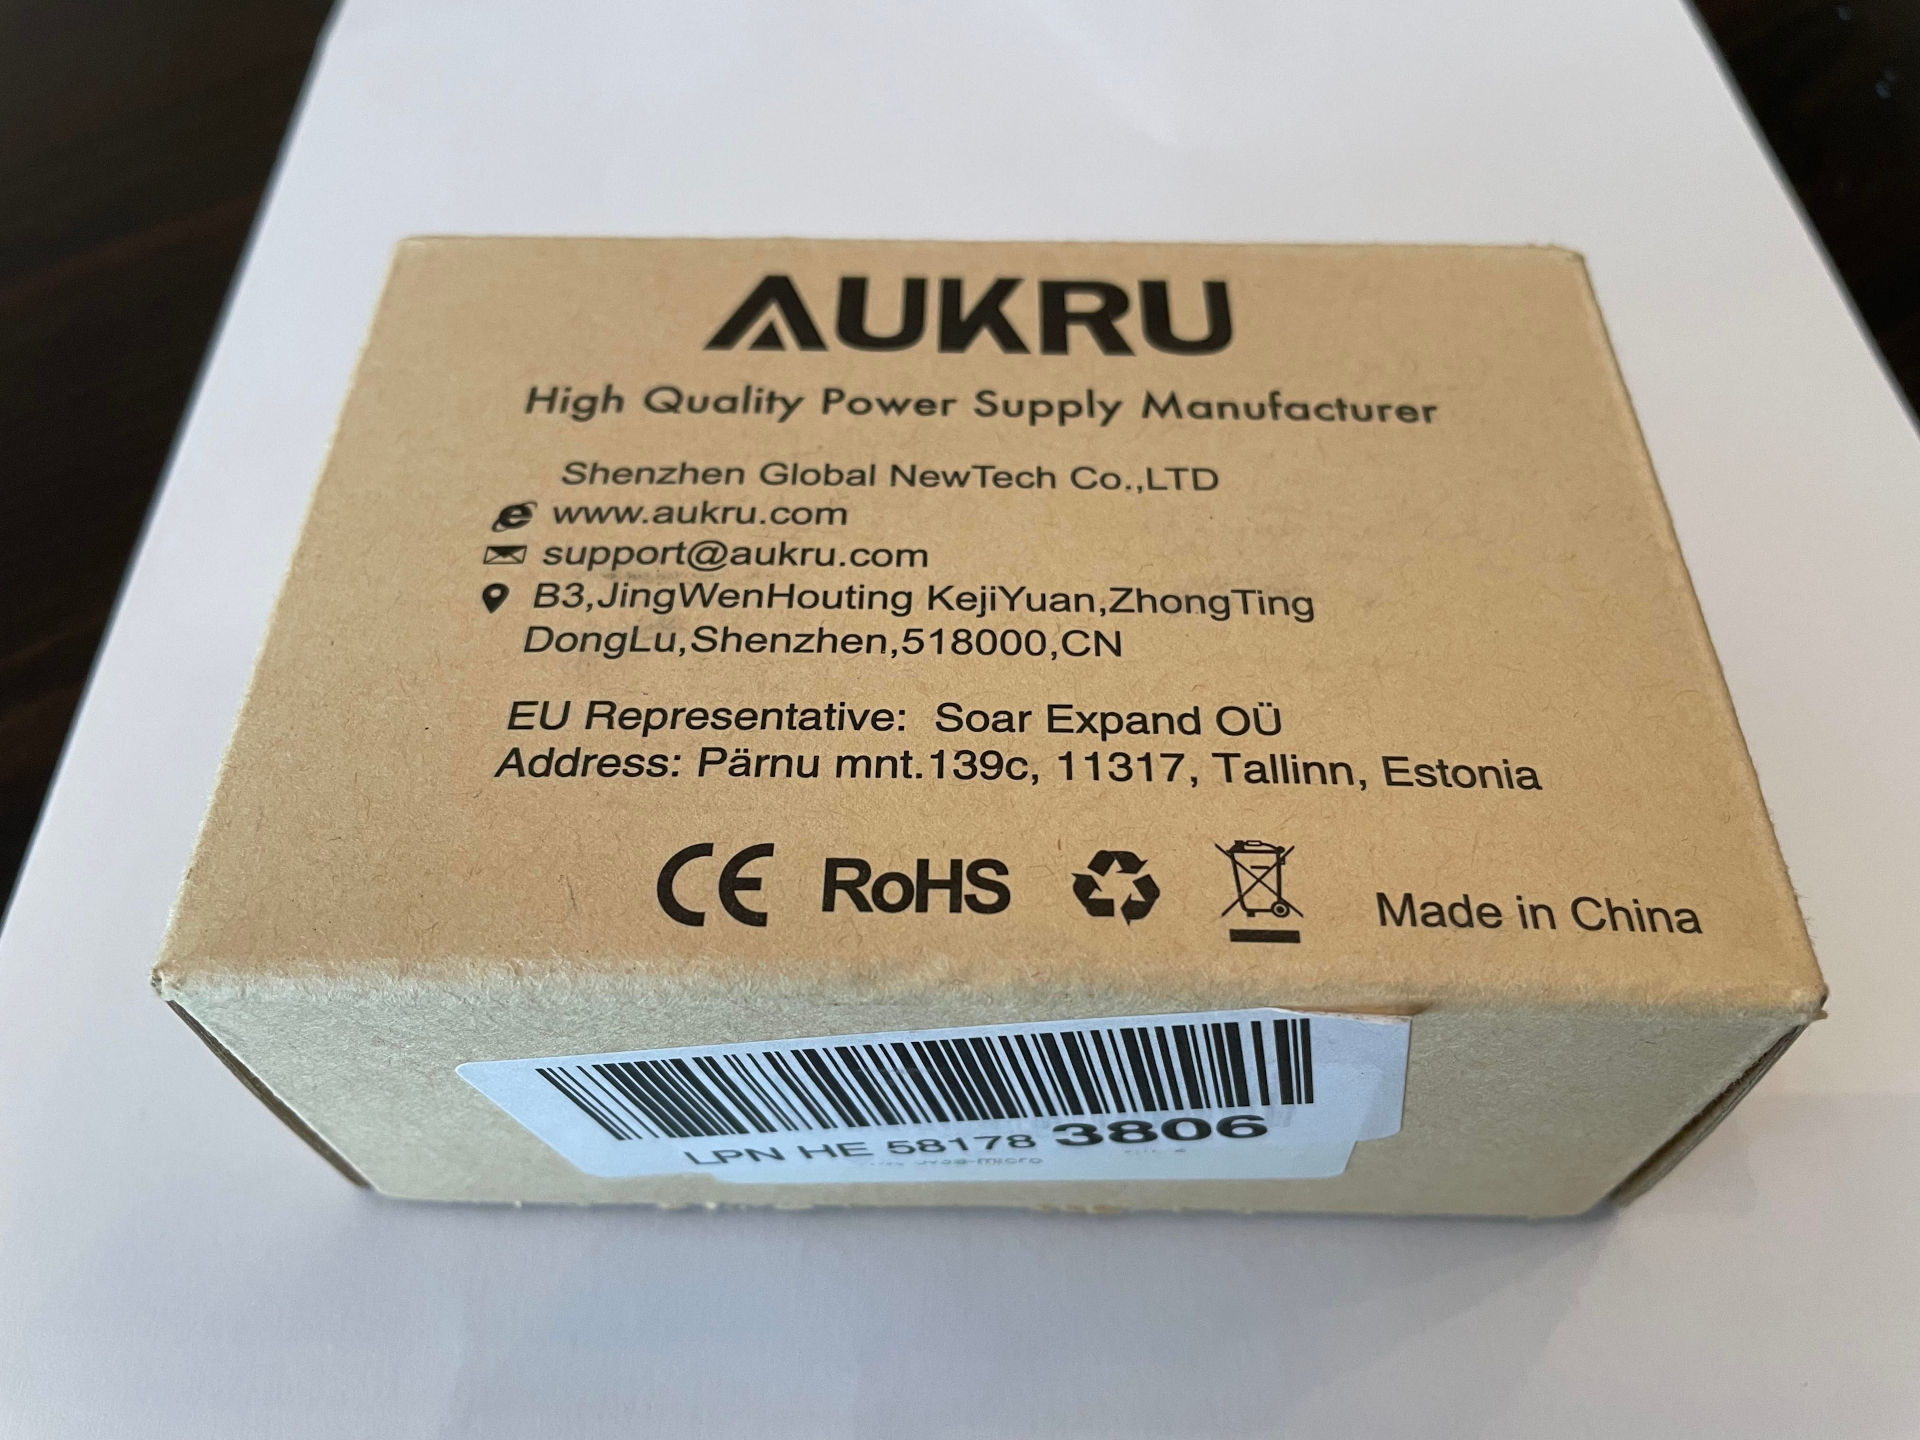 AUKRU
High Quality Power Supply Manufacturer
Shenzhen Global NewTech Co.,LTD
www.aukru.com
support@aukru.com
B3,JingWenHouting KejiYuan,ZhongTing
DongLu,Shenzhen,518000,CN
EU Representative: Soar Expand OÜ
Address: Pärnu mnt.139c, 11317, Tallinn, Estonia
CE RoHS Made in China
LPN HE 58178 3806